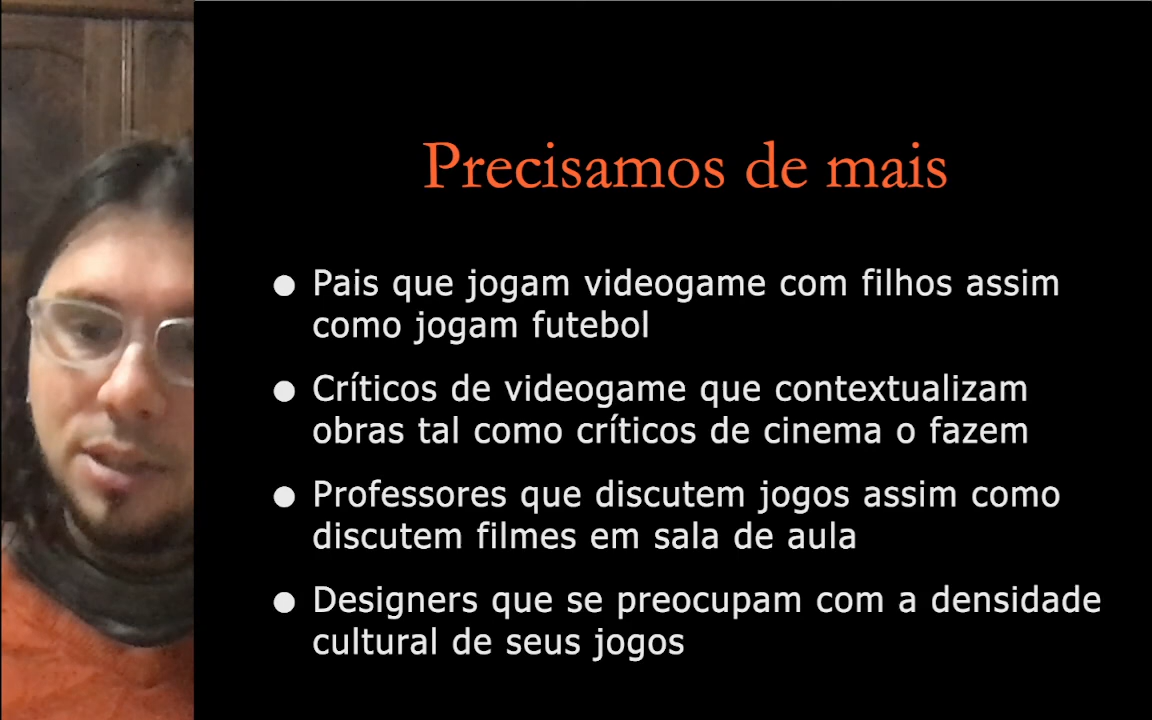 Precisamos de mais
● Pais que jogam videogame com filhos assim
como jogam futebol
● Críticos de videogame que contextualizam
obras tal como críticos de cinema o fazem
● Professores que discutem jogos assim como
discutem filmes em sala de aula
● Designers que se preocupam com a densidade
cultural de seus jogos